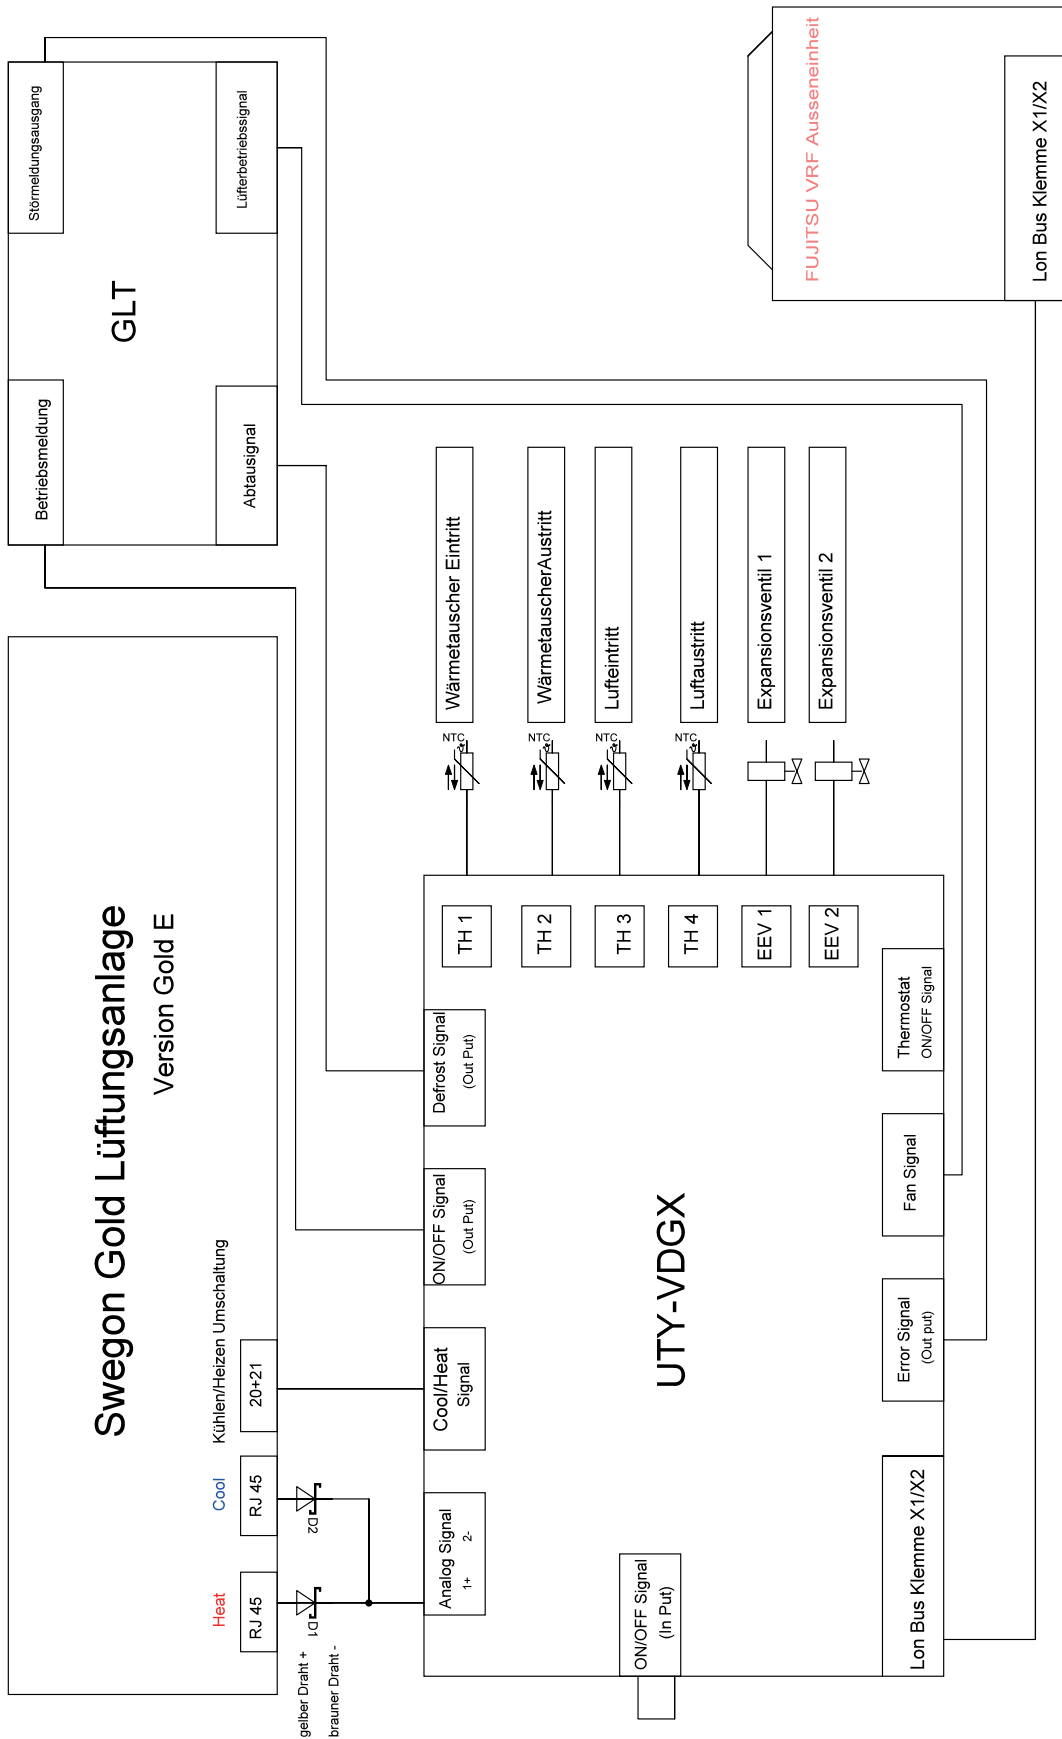 Swegon Gold Lüftungsanlage
Version Gold E
Heat
RJ 45
Cool
RJ 45
Kühlen/Heizen Umschaltung
20+21
gelber Draht +
brauner Draht -
D1
D2
GLT
Betriebsmeldung
Störmeldungsausgang
Abtausignal
Lüfterbetriebssignal
UTY-VDGX
Analog Signal
1+ 2-
Cool/Heat
Signal
ON/OFF Signal
(Out Put)
Defrost Signal
(Out Put)
ON/OFF Signal
(In Put)
TH 1
TH 2
TH 3
TH 4
EEV 1
EEV 2
NTC
NTC
NTC
NTC
Wärmetauscher Eintritt
WärmetauscherAustritt
Lufteintritt
Luftaustritt
Expansionsventil 1
Expansionsventil 2
Lon Bus Klemme X1/X2
Error Signal
(Out put)
Fan Signal
Thermostat
ON/OFF Signal
FUJITSU VRF Ausseneinheit
Lon Bus Klemme X1/X2